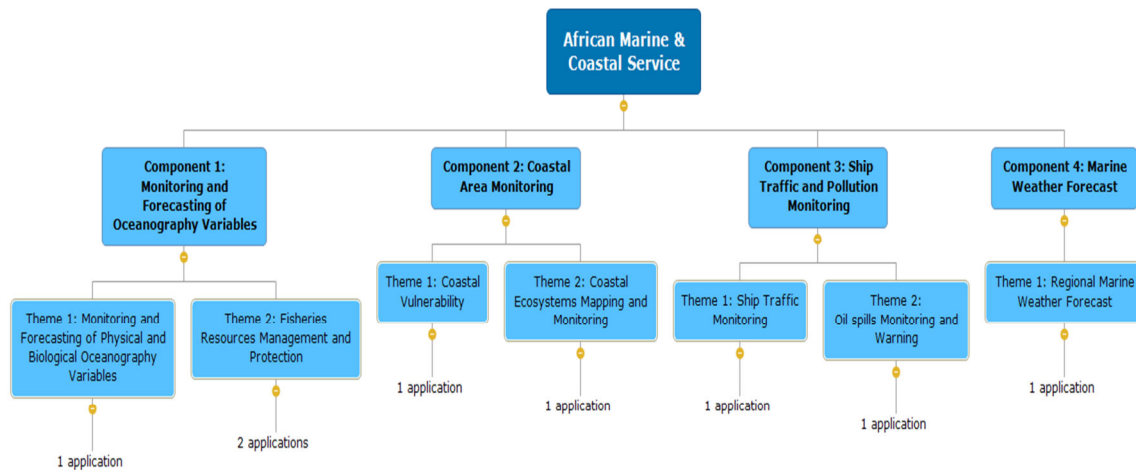 African Marine &
Coastal Service
Component 1:
Monitoring and
Forecasting of
Oceanography Variables
Component 2: Coastal
Area Monitoring
Component 3: Ship
Traffic and Pollution
Monitoring
Component 4: Marine
Weather Forecast
Theme 1: Monitoring and
Forecasting of Physical and
Biological Oceanography
Variables
Theme 2: Fisheries
Resources Management and
Protection
Theme 1: Coastal
Vulnerability
Theme 2: Coastal
Ecosystems Mapping and
Monitoring
Theme 1: Ship Traffic
Monitoring
Theme 2:
Oil spills Monitoring and
Warning
Theme 1: Regional Marine
Weather Forecast
1 application
2 applications
1 application
1 application
1 application
1 application
1 application